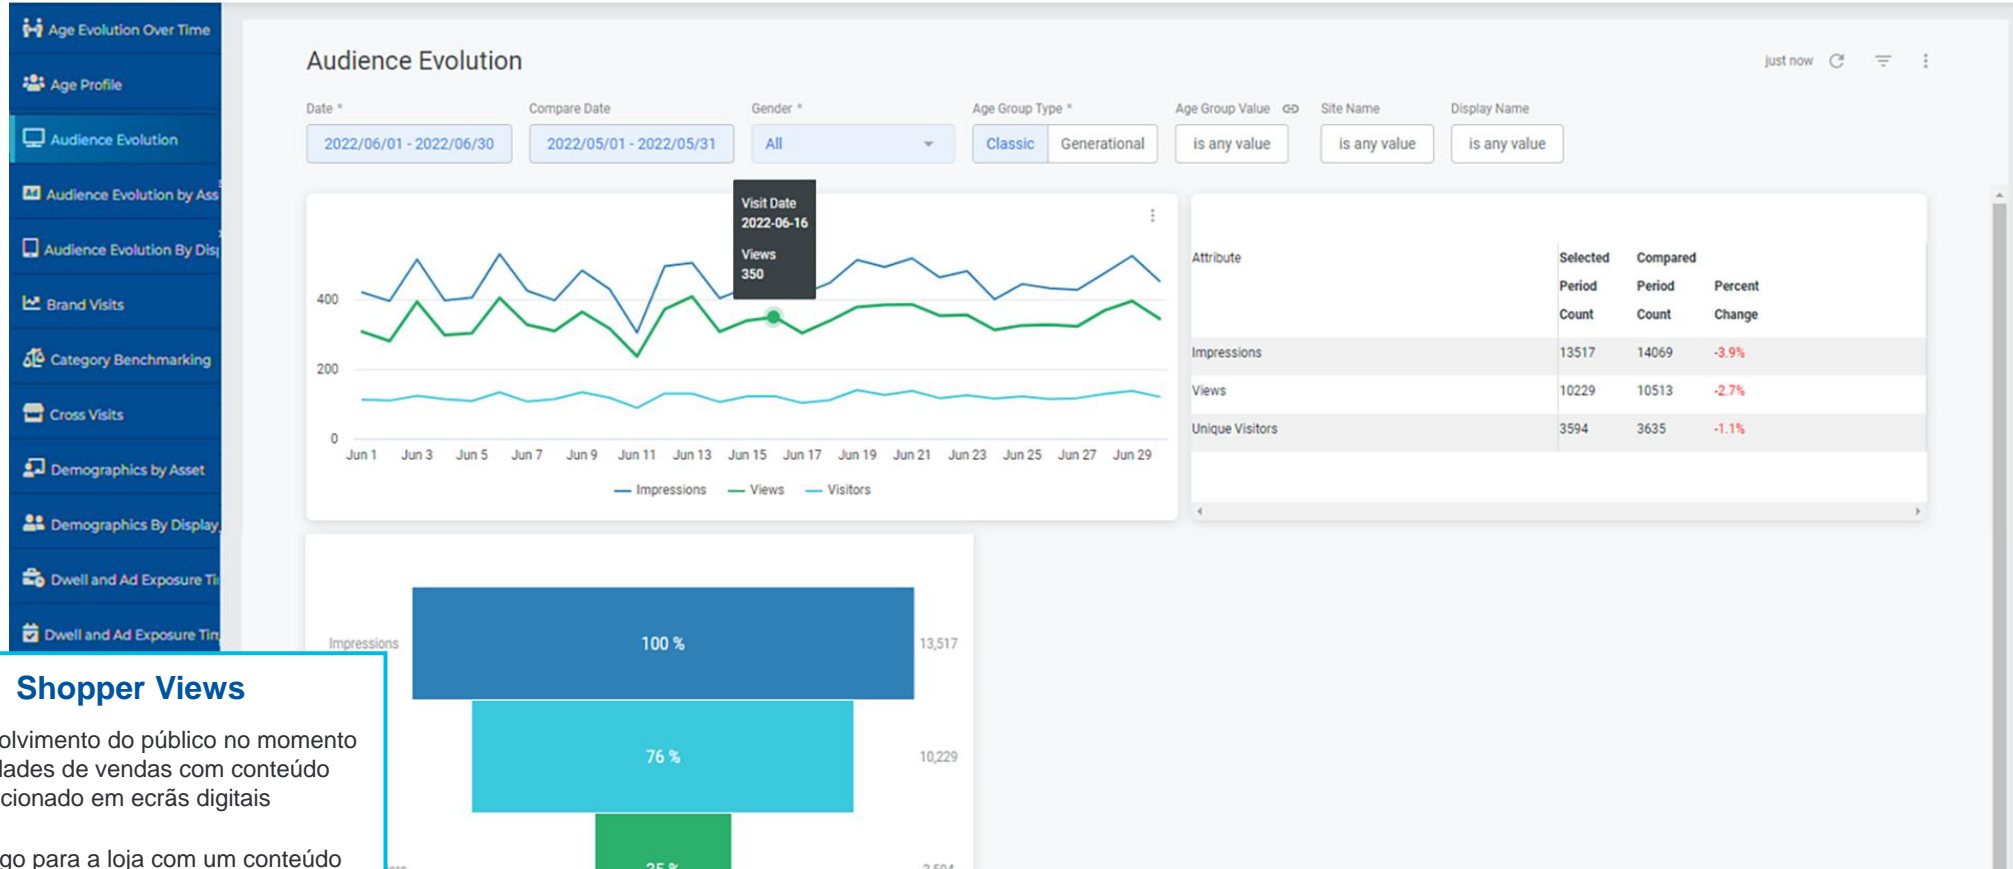 Age Evolution Over Time
Age Profile
Audience Evolution
Audience Evolution by Ass
Audience Evolution By Disp
Brand Visits
Category Benchmarking
Cross Visits
Demographics by Asset
Demographics By Display
Dwell and Ad Exposure Ti
Dwell and Ad Exposure Tim
Audience Evolution
just now
Date * Compare Date Gender * Age Group Type * Age Group Value Site Name Display Name
2022/06/01 - 2022/06/30 2022/05/01 - 2022/05/31 All Classic Generational is any value is any value is any value
Visit Date
2022-06-16
Views
350
400
200
0
Jun 1 Jun 3 Jun 5 Jun 7 Jun 9 Jun 11 Jun 13 Jun 15 Jun 17 Jun 19 Jun 21 Jun 23 Jun 25 Jun 27 Jun 29
Impressions Views Visitors
Attribute Selected Compared
Period Period Percent
Count Count Change
Impressions 13517 14069 -3.9%
Views 10229 10513 -2.7%
Unique Visitors 3594 3635 -1.1%
Impressions 100 % 13,517
76 % 10,229
35 % 3,594
Shopper Views
olvimento do público no momento
dades de vendas com conteúdo
cionado em ecrãs digitais
go para a loja com um conteúdo